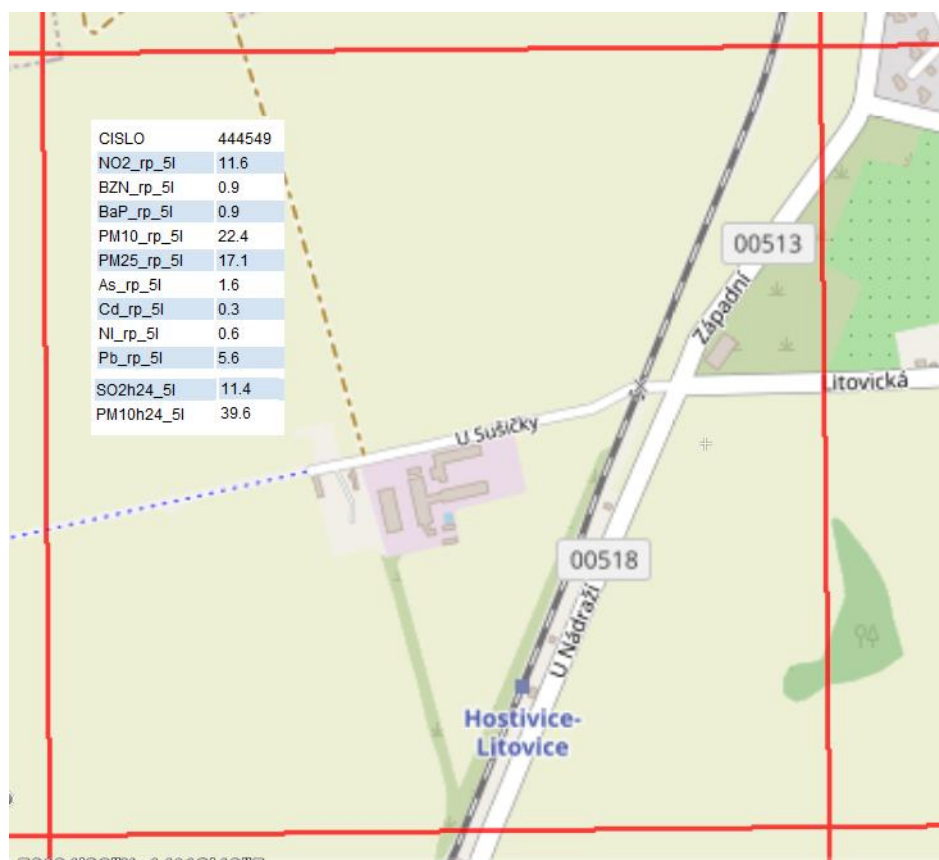 CISLO 444549
NO2_rp_5l 11.6
BZN_rp_5l 0.9
BaP_rp_5l 0.9
PM10_rp_5l 22.4
PM25_rp_5l 17.1
As_rp_5l 1.6
Cd_rp_5l 0.3
NI_rp_5l 0.6
Pb_rp_5l 5.6
SO2h24_5l 11.4
PM10h24_5l 39.6
00513
Západní
Litovická
U Sušičky
00518
U Nádraží
Hostivice-
Litovice